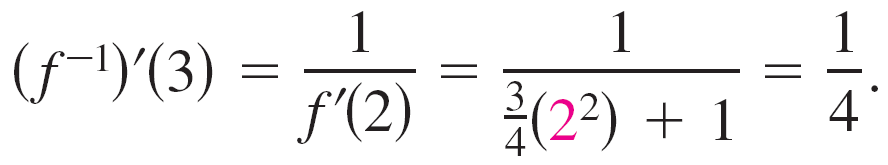 (f⁻¹)′(3) = 1/f′(2) = 1/(3/4(2²) + 1) = 1/4.